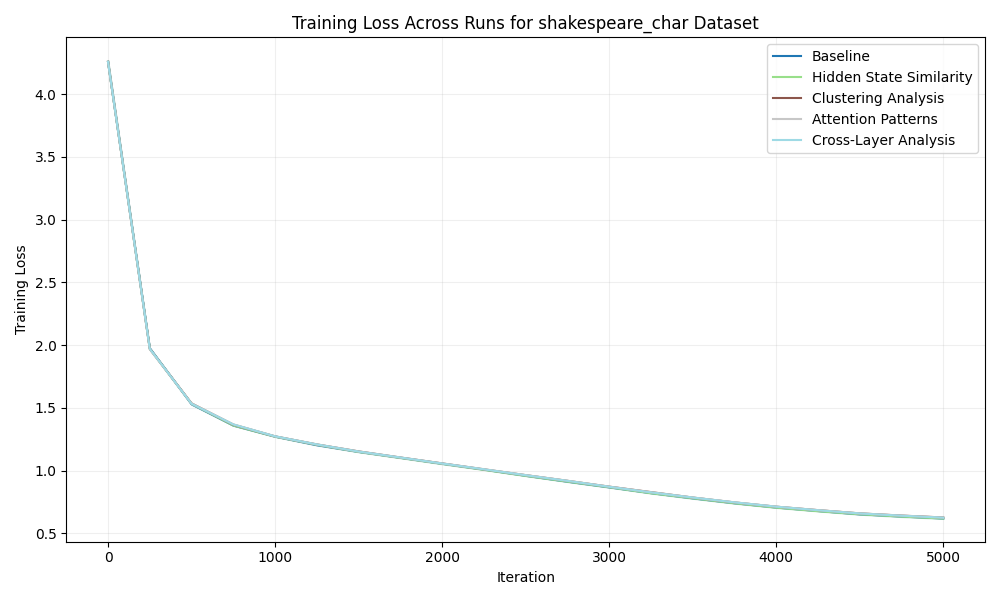 Training Loss Across Runs for shakespeare_char Dataset
Baseline
Hidden State Similarity
Clustering Analysis
Attention Patterns
Cross-Layer Analysis
4.0
3.5
3.0
2.5
2.0
1.5
1.0
0.5
Training Loss
0 1000 2000 3000 4000 5000
Iteration